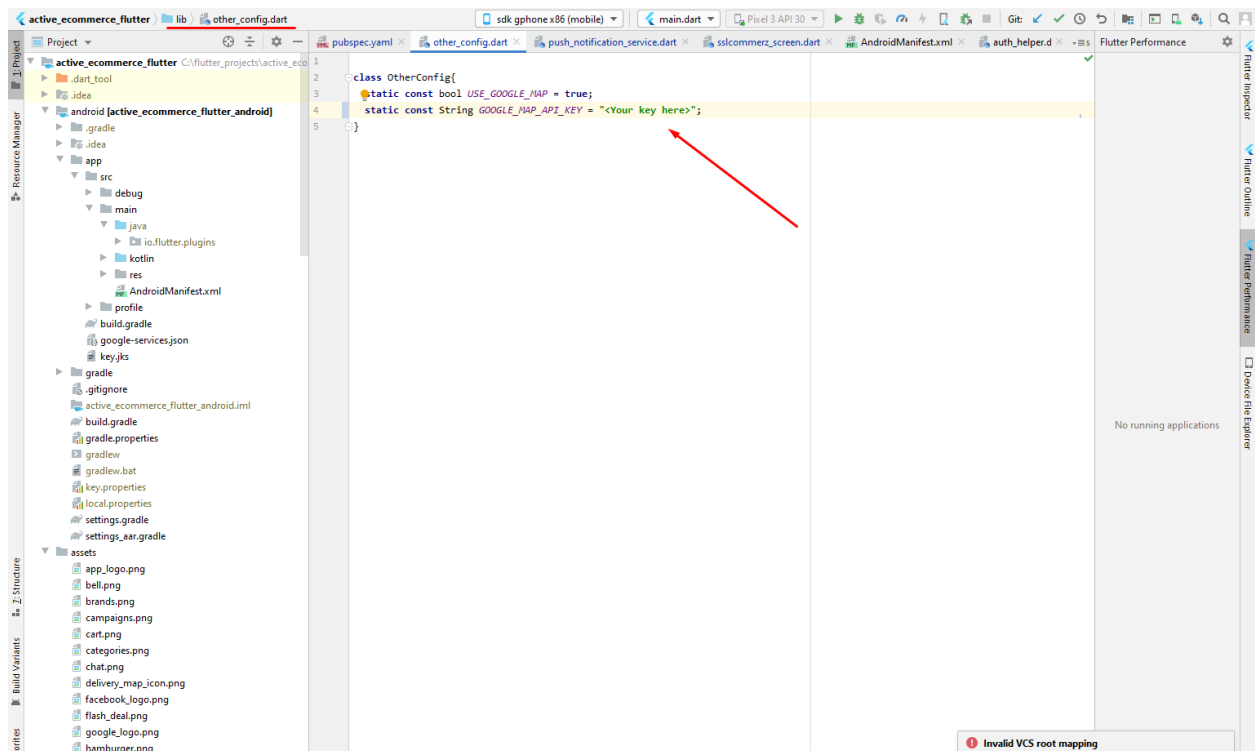 active_ecommerce_flutter lib other_config.dart
sdk gphone x86 (mobile)
main.dart
Pixel 3 API 30
Git:
Project
pubspec.yaml
other_config.dart
push_notification_service.dart
sslcommerz_screen.dart
AndroidManifest.xml
auth_helper.d
Flutter Performance
active_ecommerce_flutter C:\flutter_projects\active_eco
.dart_tool
.idea
android [active_ecommerce_flutter_android]
.gradle
.idea
app
src
debug
main
java
io.flutter.plugins
kotlin
res
AndroidManifest.xml
profile
build.gradle
google-services.json
key.jks
gradle
.gitignore
active_ecommerce_flutter_android.iml
build.gradle
gradle.properties
gradlew
gradlew.bat
key.properties
local.properties
settings.gradle
settings_aar.gradle
assets
app_logo.png
bell.png
brands.png
campaigns.png
cart.png
categories.png
chat.png
delivery_map_icon.png
facebook_logo.png
flash_deal.png
google_logo.png
hamburger.png
1
2 class OtherConfig{
3 static const bool USE_GOOGLE_MAP = true;
4 static const String GOOGLE_MAP_API_KEY = "<Your key here>";
5 }
No running applications
Invalid VCS root mapping
1: Project
Resource Manager
Z: Structure
Build Variants
orites
Flutter Inspector
Flutter Outline
Flutter Performance
Device File Explorer